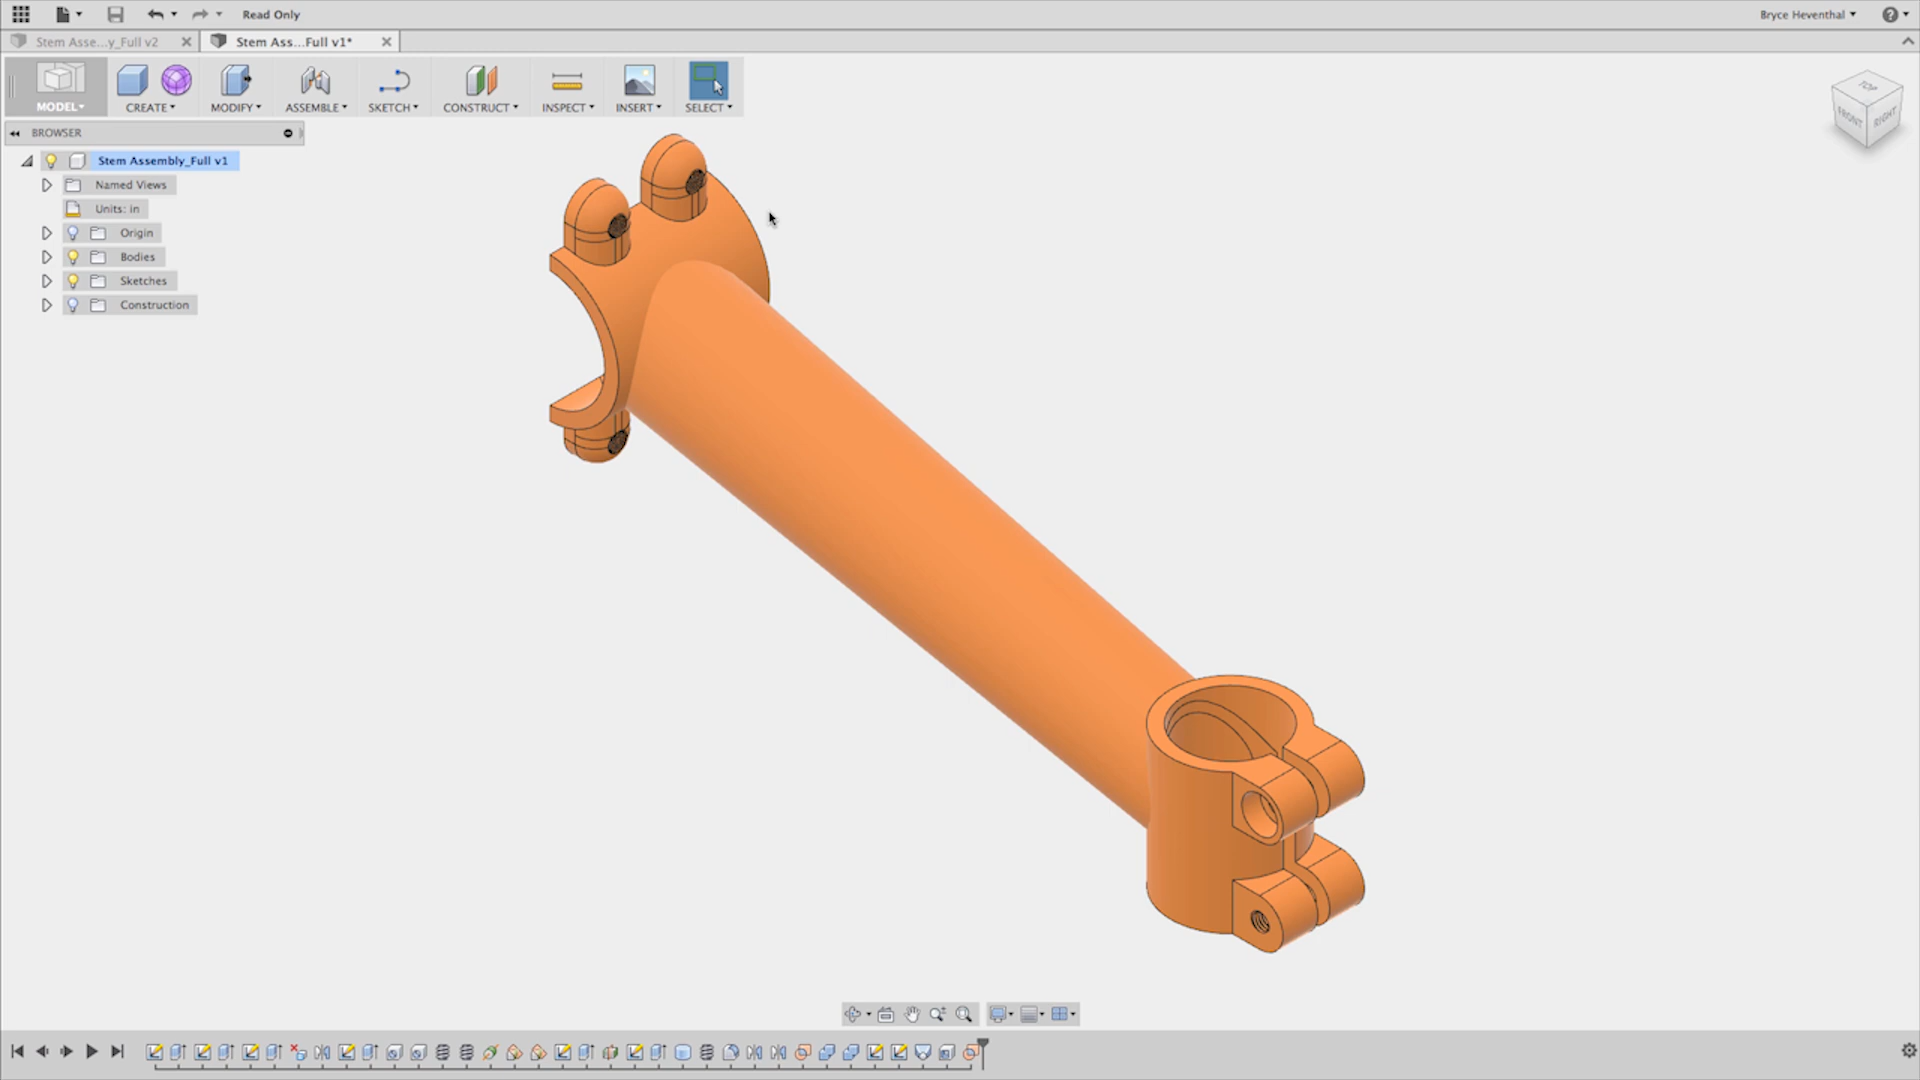 Read Only
Bryce Heventhal
Stem Asse...y_Full v2
Stem Ass...Full v1*
MODEL
CREATE
MODIFY
ASSEMBLE
SKETCH
CONSTRUCT
INSPECT
INSERT
SELECT
TOP
FRONT
RIGHT
BROWSER
Stem Assembly_Full v1
Named Views
Units: in
Origin
Bodies
Sketches
Construction